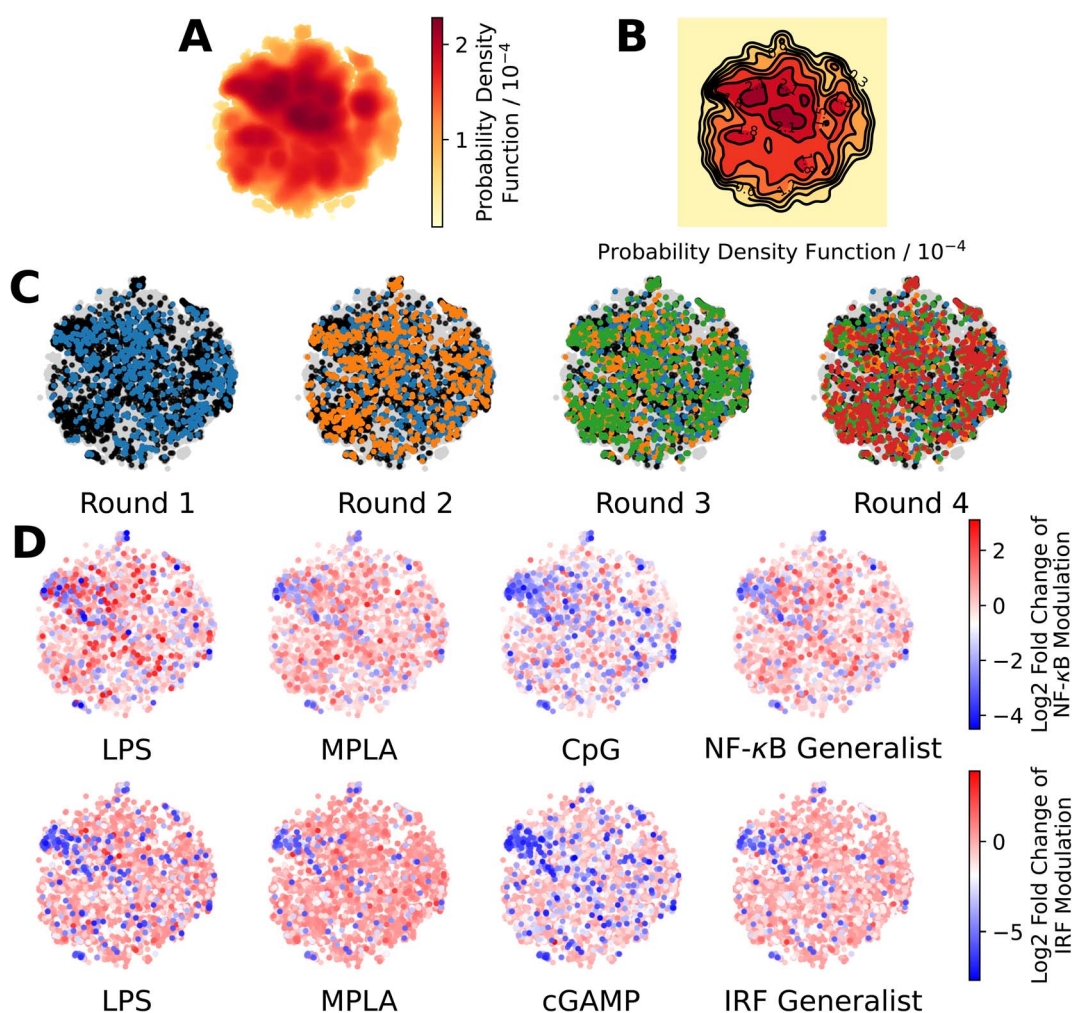 A
2
1
Probability Density
Function / 10⁻⁴
B
0.3
Probability Density Function / 10⁻⁴
C
Round 1
Round 2
Round 3
Round 4
D
LPS
MPLA
CpG
NF-κB Generalist
2
0
−2
−4
Log2 Fold Change of
NF-κB Modulation
LPS
MPLA
cGAMP
IRF Generalist
0
−5
Log2 Fold Change of
IRF Modulation